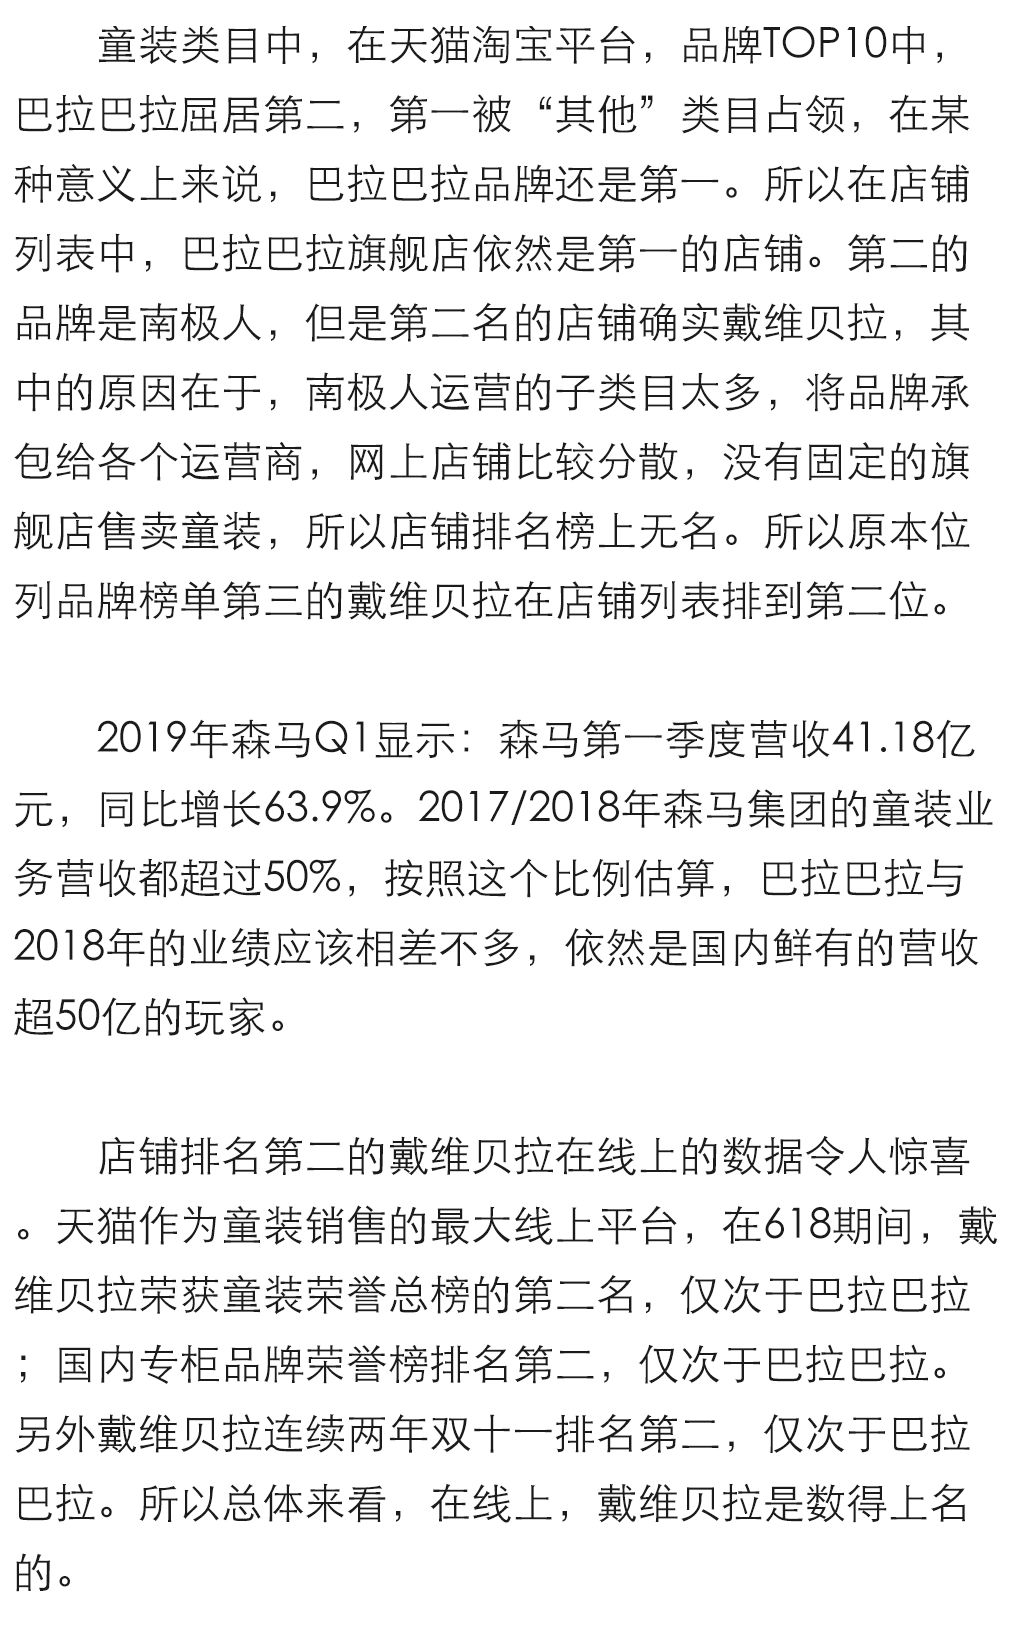 童装类目中，在天猫淘宝平台，品牌TOP10中，
巴拉巴拉屈居第二，第一被“其他”类目占领，在某
种意义上来说，巴拉巴拉品牌还是第一。所以在店铺
列表中，巴拉巴拉旗舰店依然是第一的店铺。第二的
品牌是南极人，但是第二名的店铺确实戴维贝拉，其
中的原因在于，南极人运营的子类目太多，将品牌承
包给各个运营商，网上店铺比较分散，没有固定的旗
舰店售卖童装，所以店铺排名榜上无名。所以原本位
列品牌榜单第三的戴维贝拉在店铺列表排到第二位。
2019年森马Q1显示：森马第一季度营收41.18亿
元，同比增长63.9%。2017/2018年森马集团的童装业
务营收都超过50%，按照这个比例估算，巴拉巴拉与
2018年的业绩应该相差不多，依然是国内鲜有的营收
超50亿的玩家。
店铺排名第二的戴维贝拉在线上的数据令人惊喜
。天猫作为童装销售的最大线上平台，在618期间，戴
维贝拉荣获童装荣誉总榜的第二名，仅次于巴拉巴拉
；国内专柜品牌荣誉榜排名第二，仅次于巴拉巴拉。
另外戴维贝拉连续两年双十一排名第二，仅次于巴拉
巴拉。所以总体来看，在线上，戴维贝拉是数得上名
的。